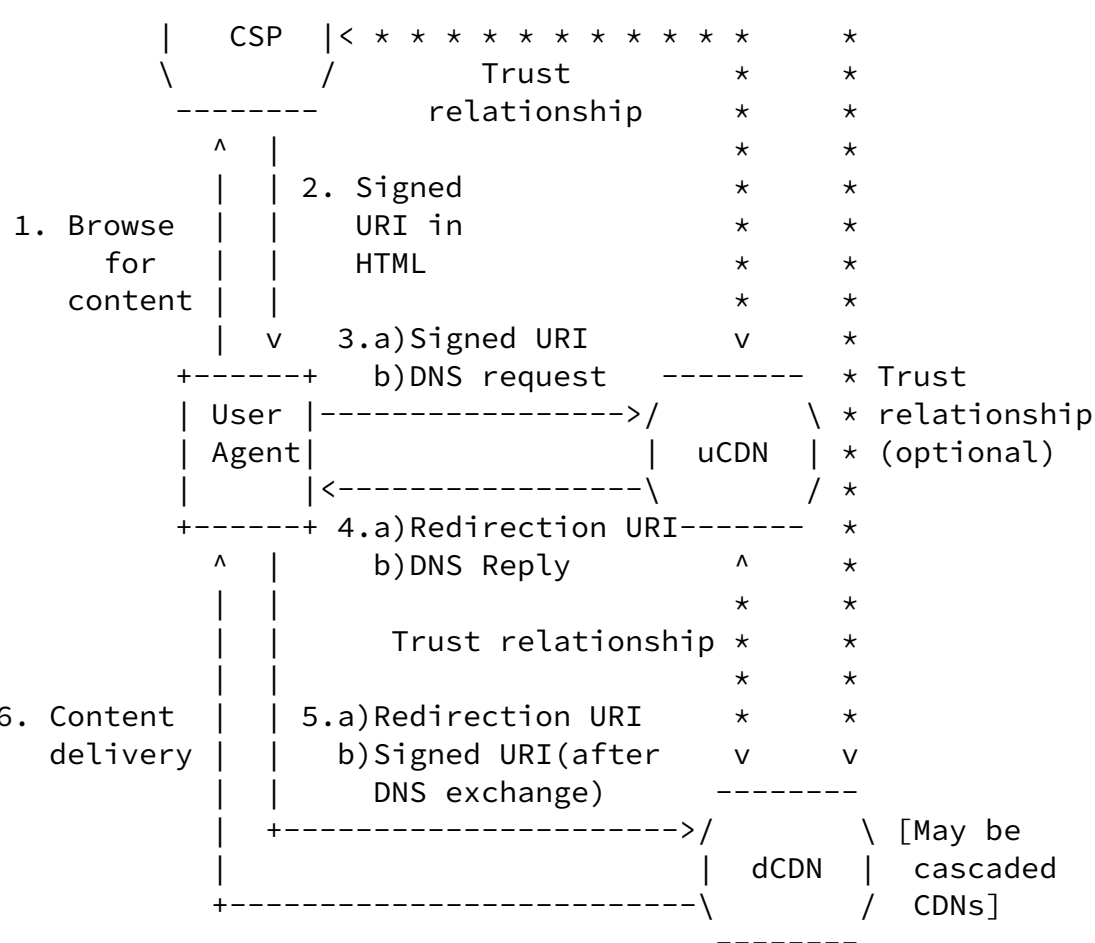 CSP
Trust
relationship
2. Signed
1. Browse URI in
for HTML
content
3.a)Signed URI
b)DNS request Trust
User relationship
Agent uCDN (optional)
4.a)Redirection URI
b)DNS Reply
Trust relationship
6. Content 5.a)Redirection URI
delivery b)Signed URI(after
DNS exchange)
[May be
dCDN cascaded
CDNs]